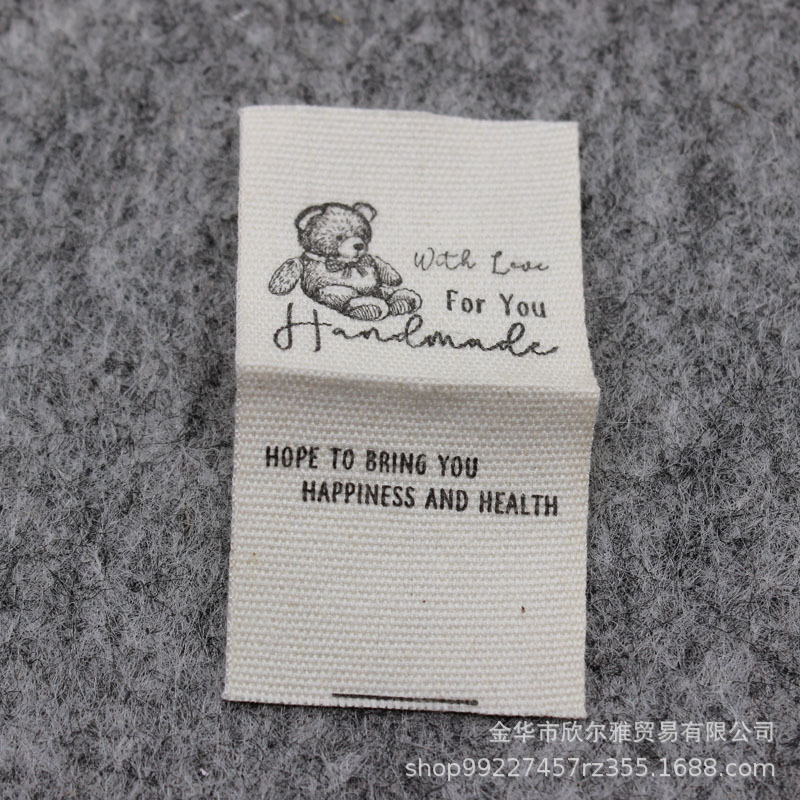 With Love
For You
Handmade
HOPE TO BRING YOU
HAPPINESS AND HEALTH
金华市欣尔雅贸易有限公司
shop99227457rz355.1688.com